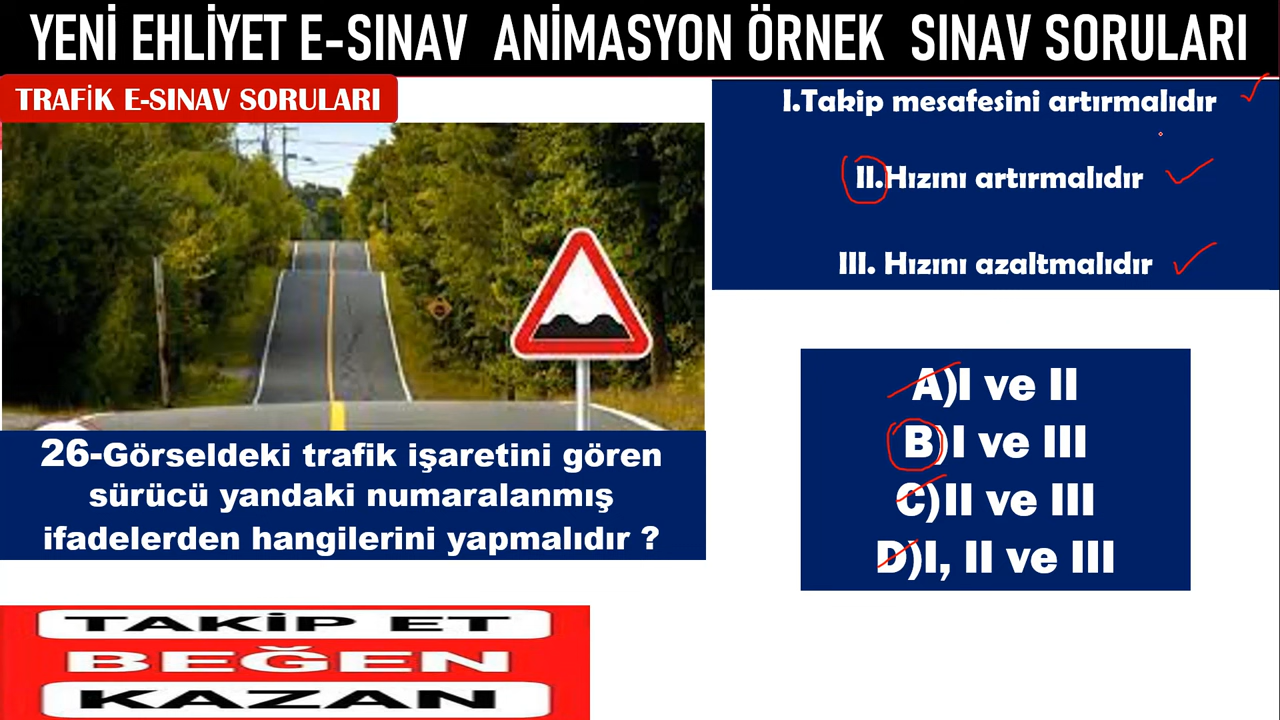 YENİ EHLİYET E-SINAV ANİMASYON ÖRNEK SINAV SORULARI
TRAFİK E-SINAV SORULARI
I.Takip mesafesini artırmalıdır
II.Hızını artırmalıdır
III. Hızını azaltmalıdır
26-Görseldeki trafik işaretini gören
sürücü yandaki numaralanmış
ifadelerden hangilerini yapmalıdır ?
A)I ve II
B)I ve III
C)II ve III
D)I, II ve III
TAKİP ET
BEĞEN
KAZAN